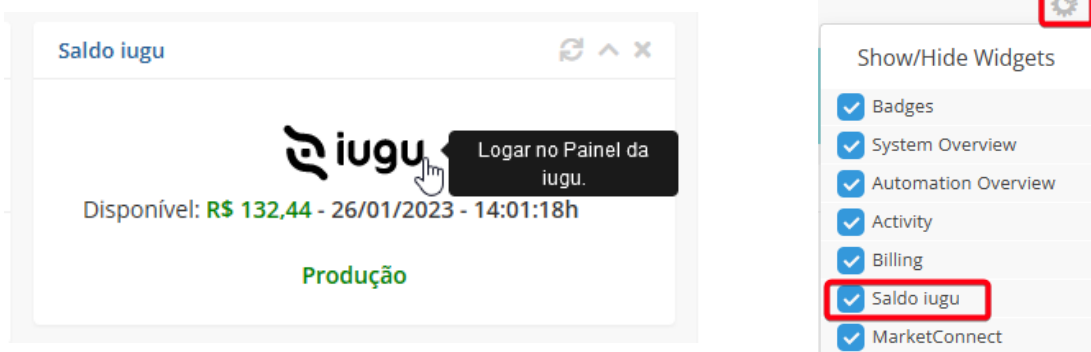 Saldo iugu
iugu
Logar no Painel da
iugu.
Disponível: R$ 132,44 - 26/01/2023 - 14:01:18h
Produção
Show/Hide Widgets
Badges
System Overview
Automation Overview
Activity
Billing
Saldo iugu
MarketConnect